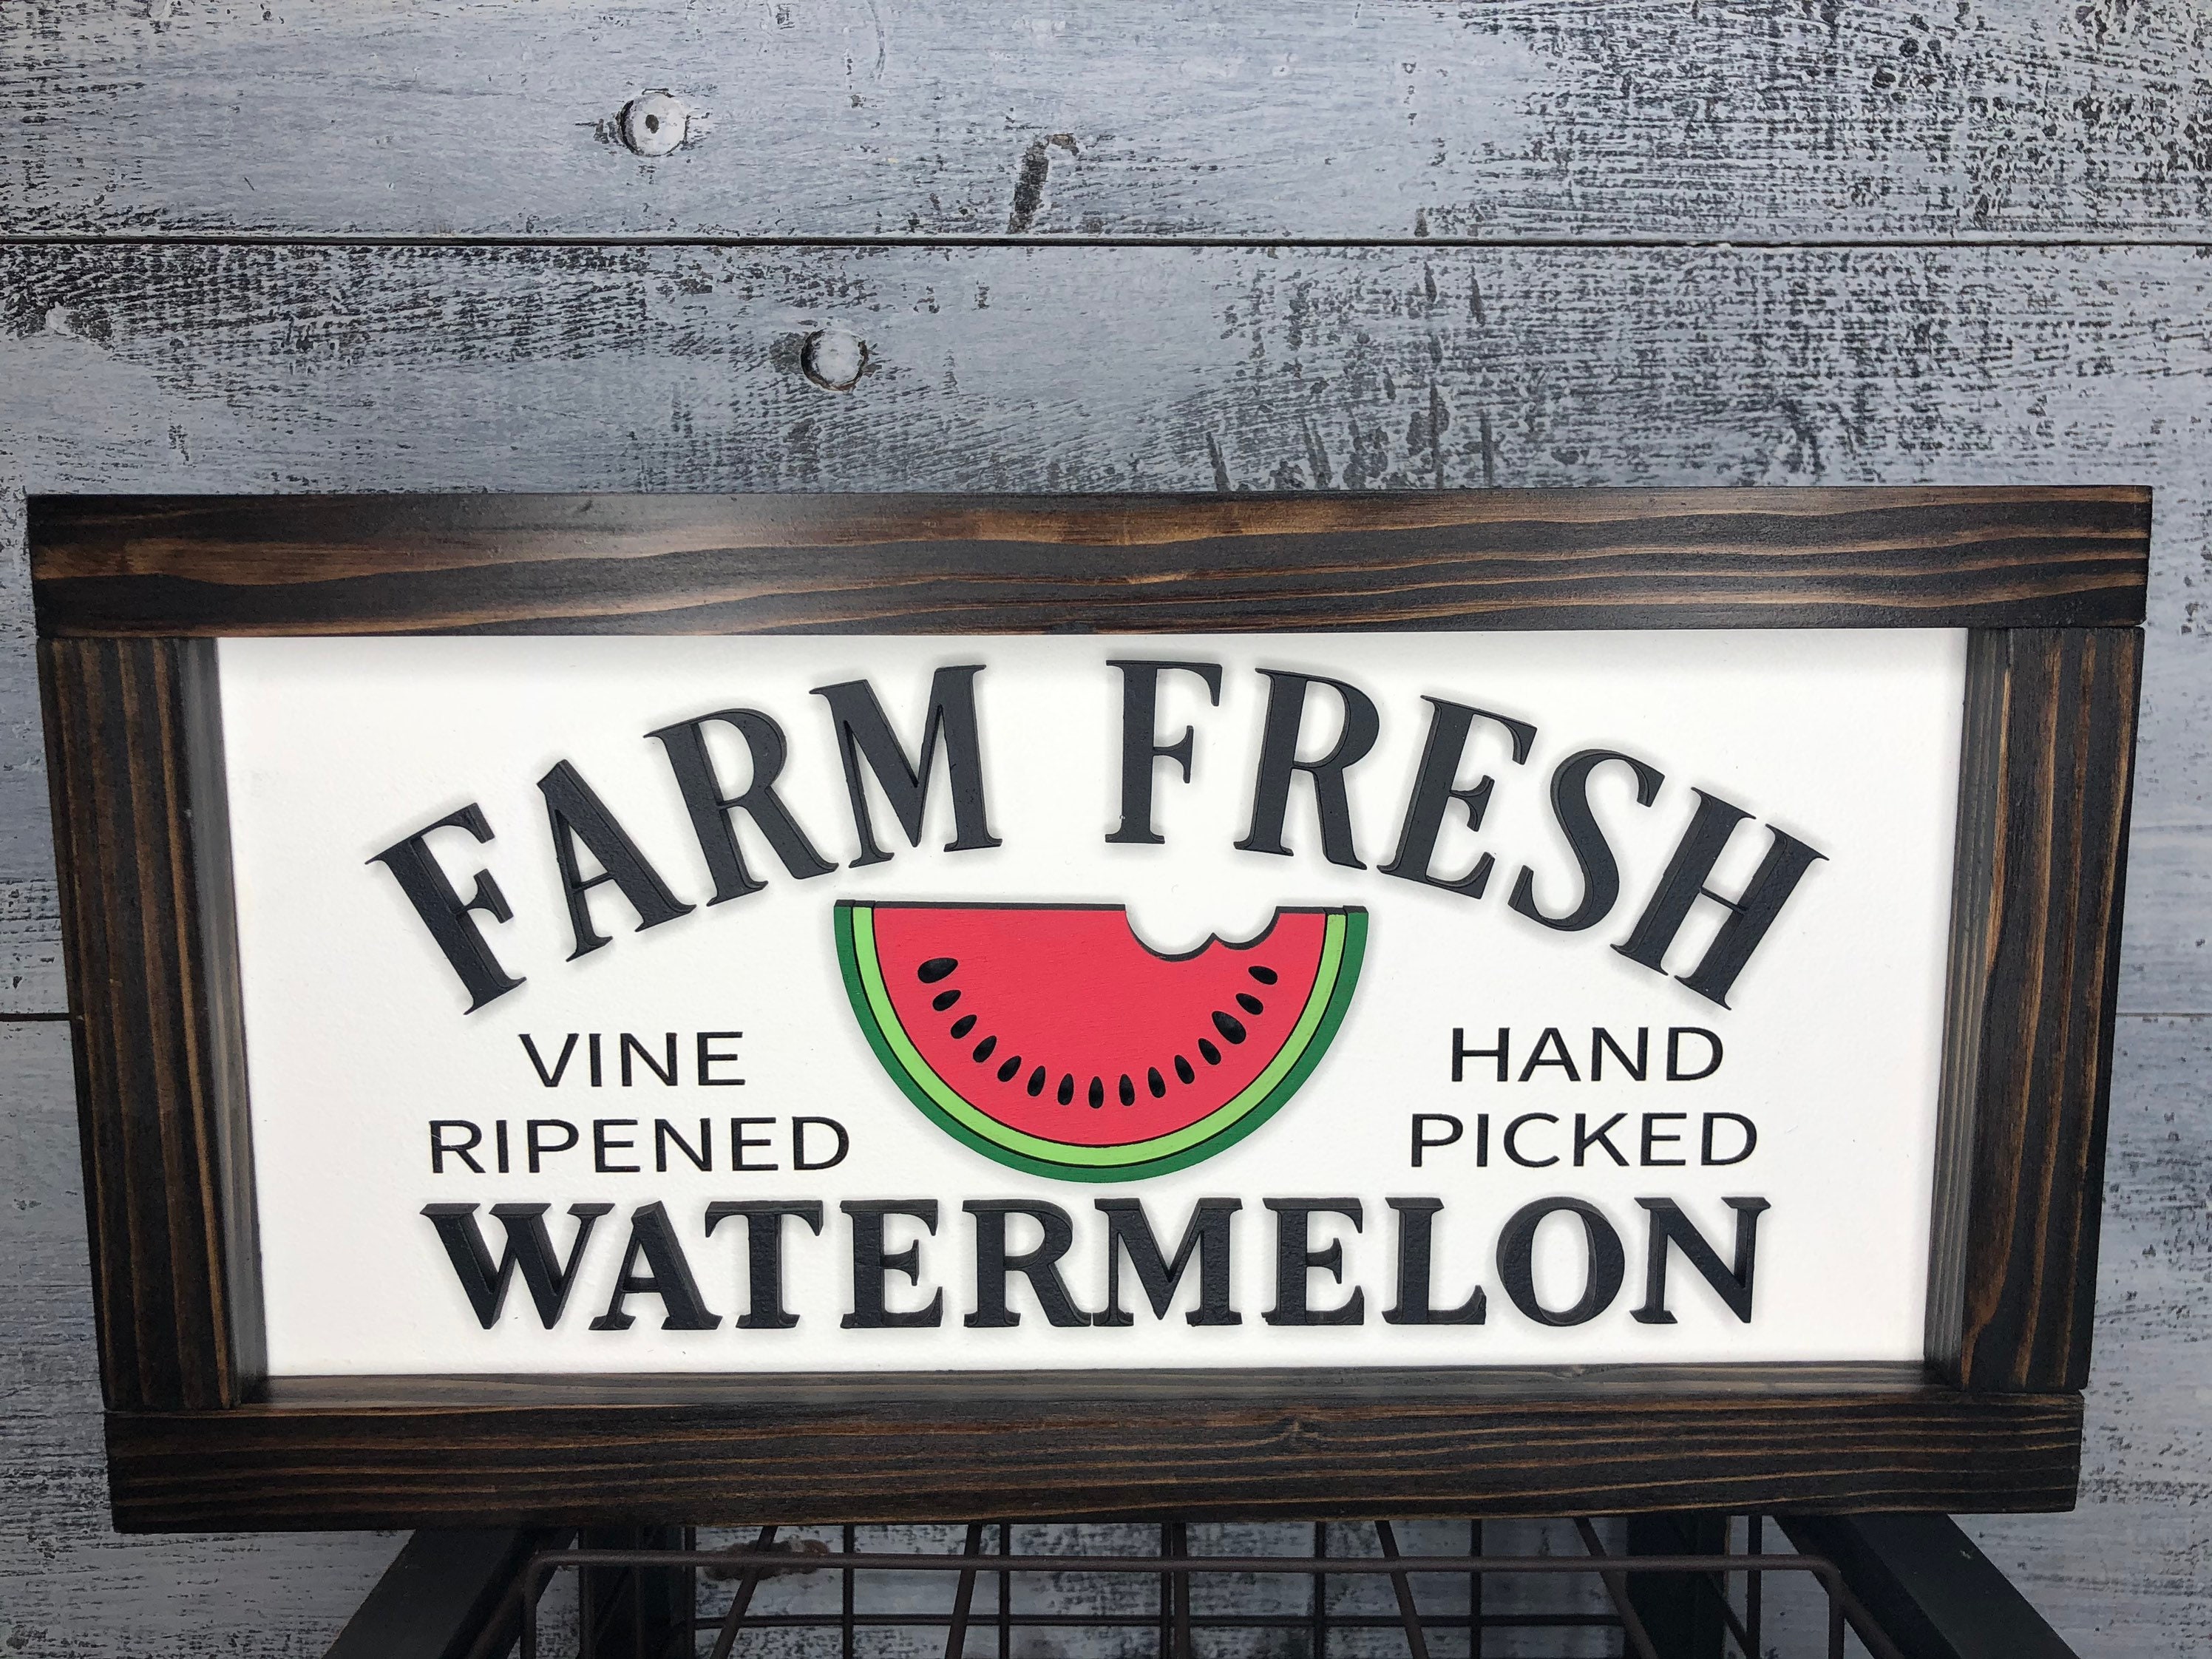 FARM FRESH
VINE
RIPENED
HAND
PICKED
WATERMELON